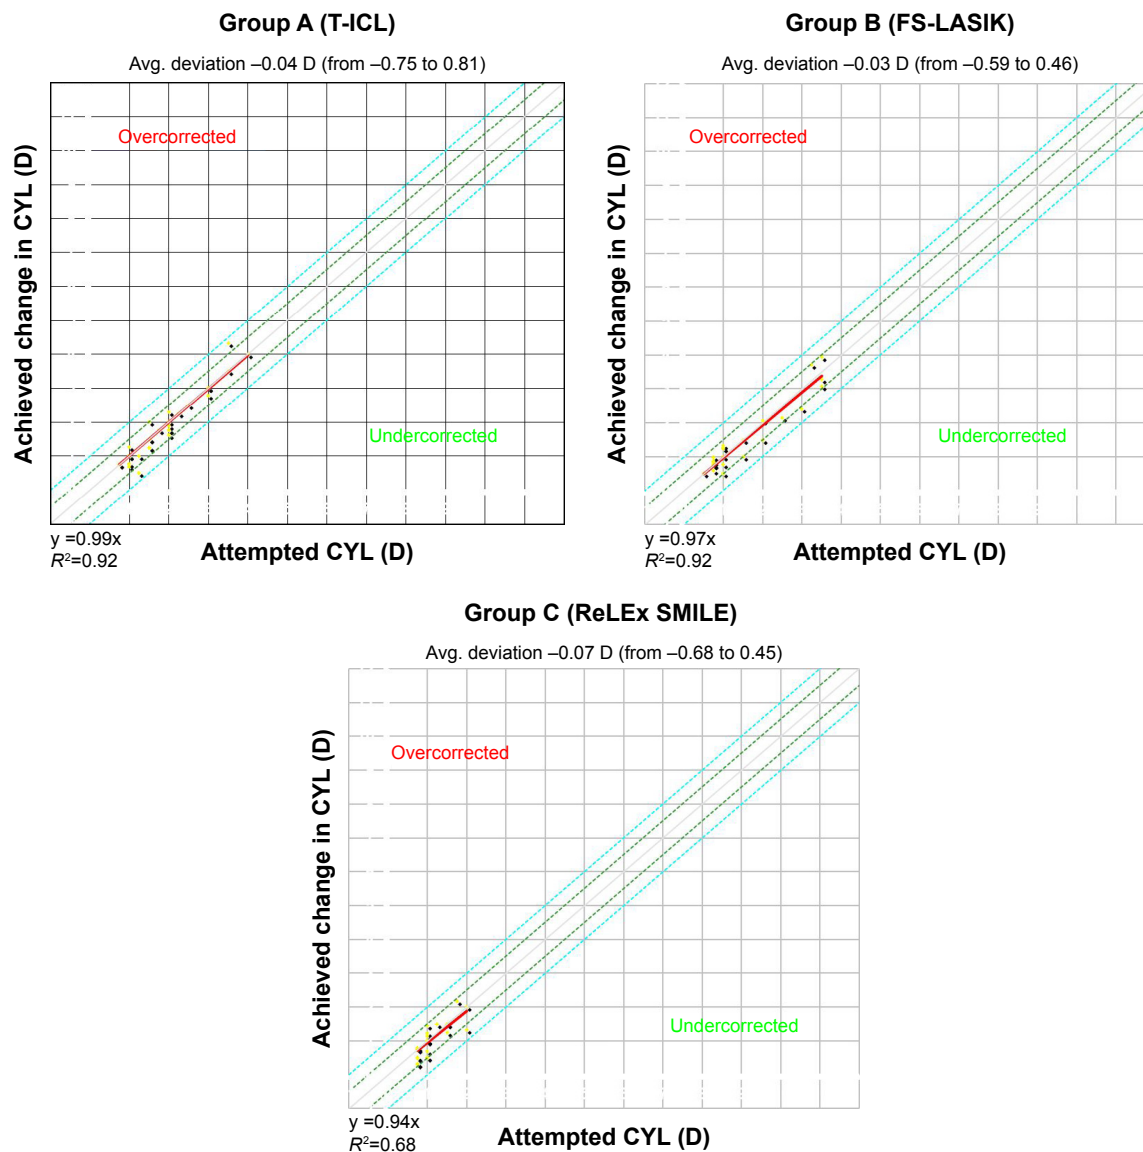 Group A (T-ICL)
Avg. deviation –0.04 D (from –0.75 to 0.81)
Overcorrected
Undercorrected
Achieved change in CYL (D)
y =0.99x
R²=0.92
Attempted CYL (D)
Group B (FS-LASIK)
Avg. deviation –0.03 D (from –0.59 to 0.46)
Overcorrected
Undercorrected
Achieved change in CYL (D)
y =0.97x
R²=0.92
Attempted CYL (D)
Group C (ReLEx SMILE)
Avg. deviation –0.07 D (from –0.68 to 0.45)
Overcorrected
Undercorrected
Achieved change in CYL (D)
y =0.94x
R²=0.68
Attempted CYL (D)